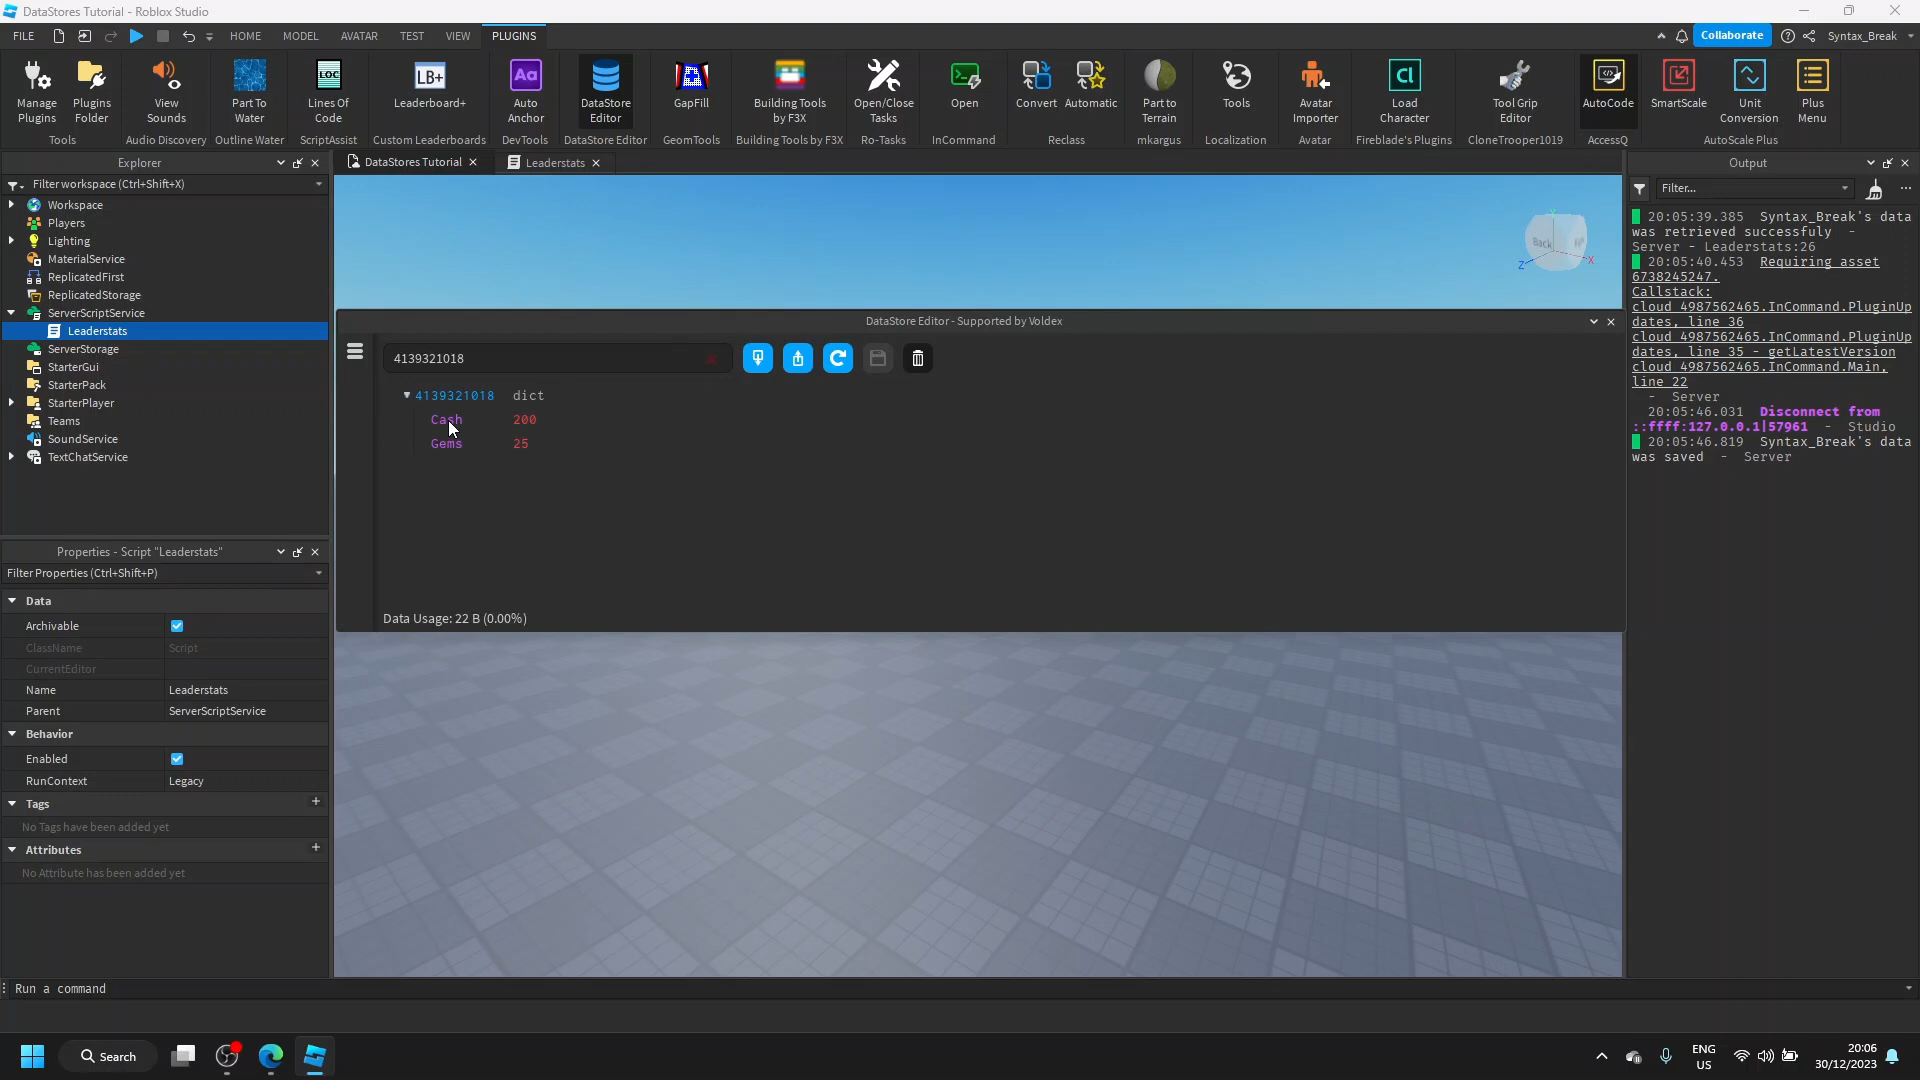 DataStores Tutorial - Roblox Studio
FILE HOME MODEL AVATAR TEST VIEW PLUGINS Collaborate Syntax_Break
Manage Plugins
Plugins Folder
View Sounds
Part To Water
LOC
Lines Of Code
LB+
Leaderboard+
Aa
Auto Anchor
DataStore Editor
GapFill
Building Tools by F3X
Open/Close Tasks
Open
Convert
Automatic
Part to Terrain
Tools
Avatar Importer
CI
Load Character
Tool Grip Editor
AutoCode
SmartScale
Unit Conversion
Plus Menu
Tools Audio Discovery Outline Water ScriptAssist Custom Leaderboards DevTools DataStore Editor GeomTools Building Tools by F3X Ro-Tasks InCommand Reclass mkargus Localization Avatar Fireblade's Plugins CloneTrooper1019 AccessQ AutoScale Plus
Explorer
Filter workspace (Ctrl+Shift+X)
Workspace
Players
Lighting
MaterialService
ReplicatedFirst
ReplicatedStorage
ServerScriptService
Leaderstats
ServerStorage
StarterGui
StarterPack
StarterPlayer
Teams
SoundService
TextChatService
Properties - Script "Leaderstats"
Filter Properties (Ctrl+Shift+P)
Data
Archivable
ClassName Script
CurrentEditor
Name Leaderstats
Parent ServerScriptService
Behavior
Enabled
RunContext Legacy
Tags +
No Tags have been added yet
Attributes +
No Attribute has been added yet
DataStores Tutorial Leaderstats
Back
Y
Z
X
DataStore Editor - Supported by Voldex
4139321018
4139321018 dict
Cash 200
Gems 25
Data Usage: 22 B (0.00%)
Output
Filter...
20:05:39.385 Syntax_Break's data
was retrieved successfuly -
Server - Leaderstats:26
20:05:40.453 Requiring asset
6738245247.
Callstack:
cloud_4987562465.InCommand.PluginUp
dates, line 36
cloud_4987562465.InCommand.PluginUp
dates, line 35 - getLatestVersion
cloud_4987562465.InCommand.Main,
line 22
- Server
20:05:46.031 Disconnect from
::ffff:127.0.0.1|57961 - Studio
20:05:46.819 Syntax_Break's data
was saved - Server
Run a command
Search
ENG
US
20:06
30/12/2023